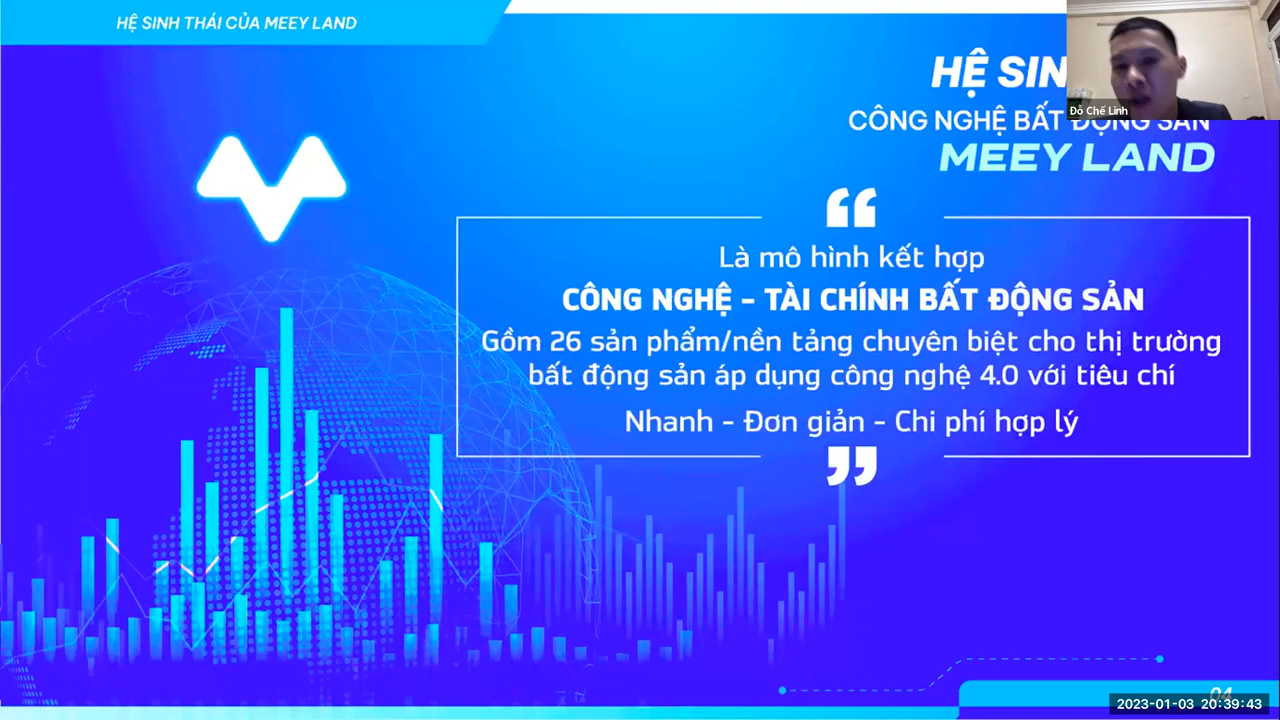 HỆ SINH THÁI CỦA MEEY LAND
HỆ SIN
Đỗ Chế Linh
CÔNG NGHỆ BẤT ĐỘNG SẢN
MEEY LAND
“
Là mô hình kết hợp
CÔNG NGHỆ – TÀI CHÍNH BẤT ĐỘNG SẢN
Gồm 26 sản phẩm/nền tảng chuyên biệt cho thị trường
bất động sản áp dụng công nghệ 4.0 với tiêu chí
Nhanh – Đơn giản – Chi phí hợp lý
”
04
2023-01-03 20:39:43